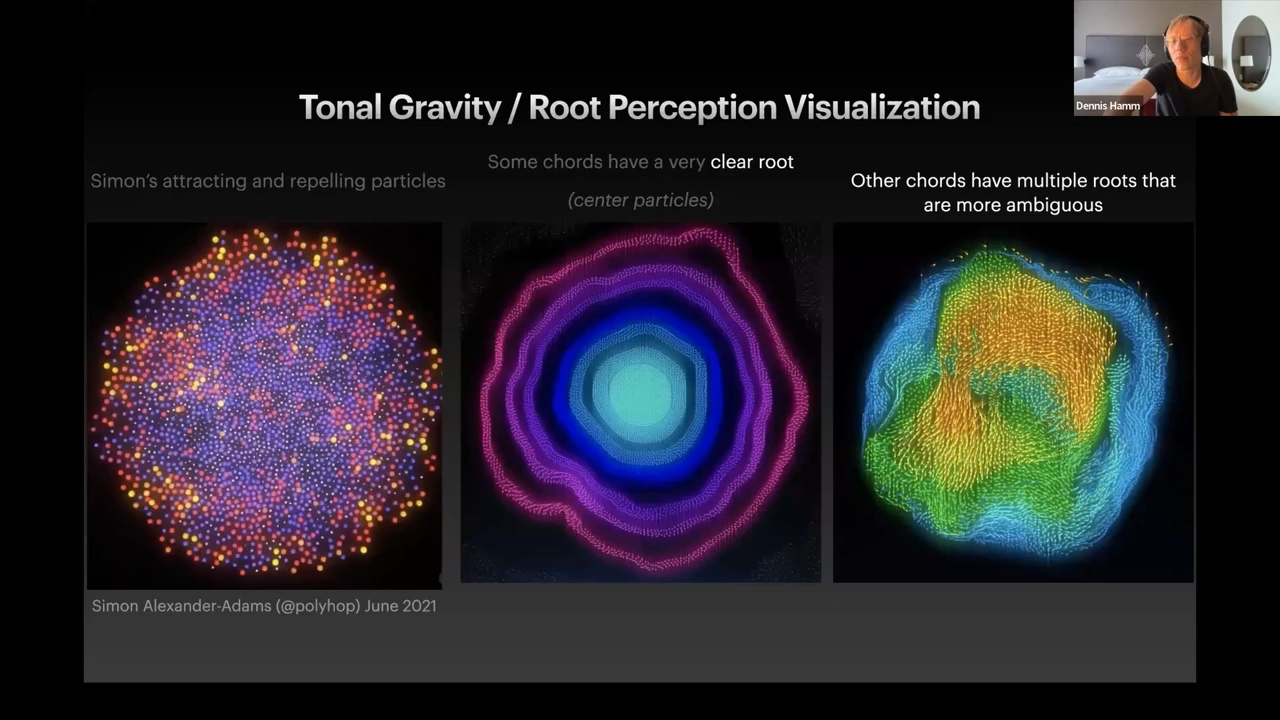 Tonal Gravity / Root Perception Visualization
Simon’s attracting and repelling particles
Some chords have a very clear root
(center particles)
Other chords have multiple roots that
are more ambiguous
Simon Alexander-Adams (@polyhop) June 2021
Dennis Hamm